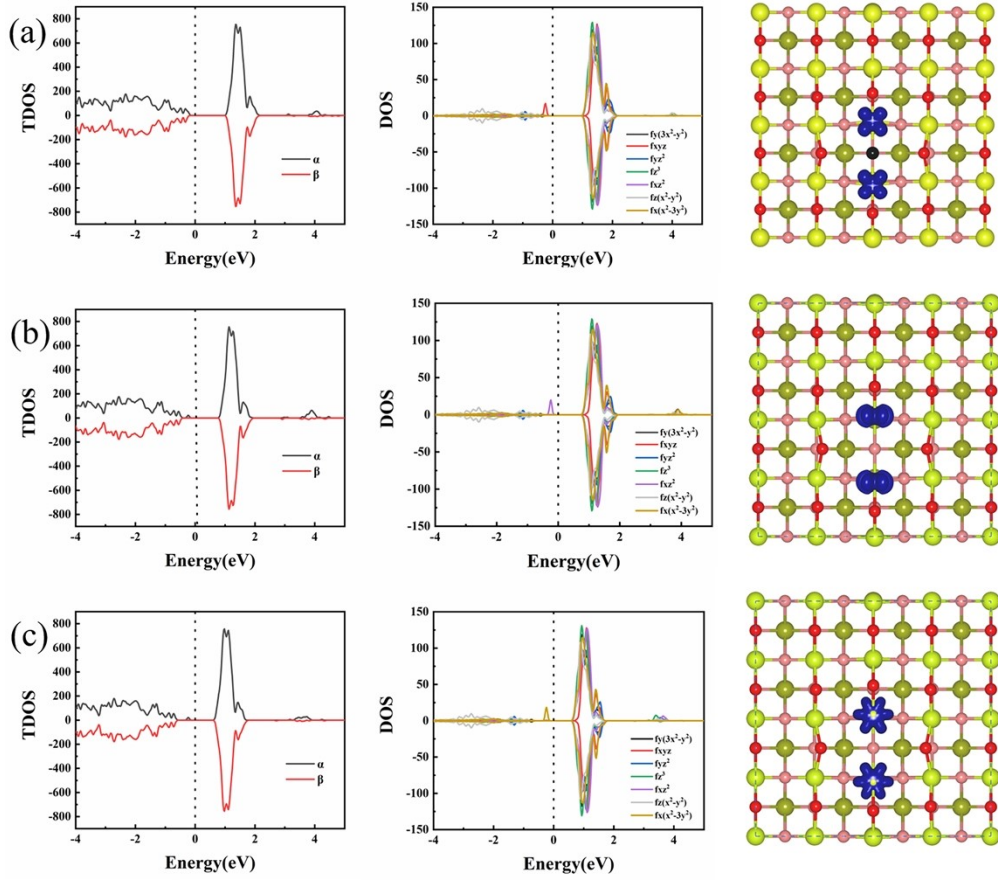 (a)
TDOS
800
600
400
200
0
-200
-400
-600
-800
α
β
-4
-2
0
2
4
Energy(eV)
DOS
150
100
50
0
-50
-100
-150
fy(3x²-y²)
fxyz
fyz²
fz³
fxz²
fz(x²-y²)
fx(x²-3y²)
-4
-2
0
2
4
Energy(eV)
(b)
TDOS
800
600
400
200
0
-200
-400
-600
-800
α
β
-4
-2
0
2
4
Energy(eV)
DOS
150
100
50
0
-50
-100
-150
fy(3x²-y²)
fxyz
fyz²
fz³
fxz²
fz(x²-y²)
fx(x²-3y²)
-4
-2
0
2
4
Energy(eV)
(c)
TDOS
800
600
400
200
0
-200
-400
-600
-800
α
β
-4
-2
0
2
4
Energy(eV)
DOS
150
125
100
75
50
25
0
-25
-50
-75
-100
-125
-150
fy(3x²-y²)
fxyz
fyz²
fz³
fxz²
fz(x²-y²)
fx(x²-3y²)
-4
-2
0
2
4
Energy(eV)